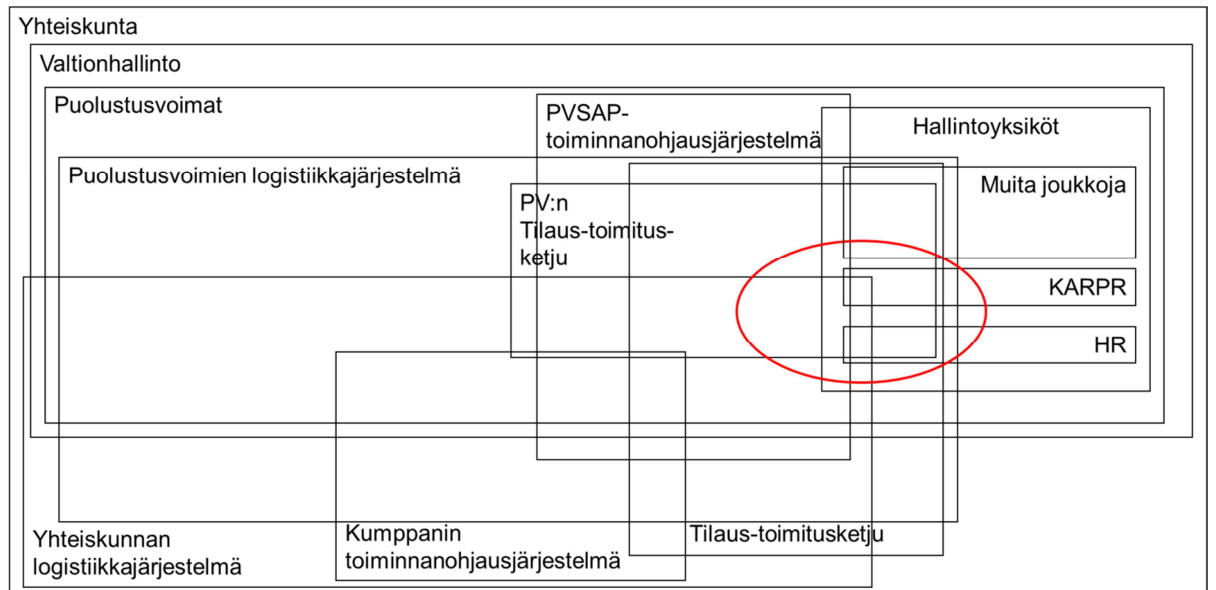 Yhteiskunta
Valtionhallinto
Puolustusvoimat
PVSAP-
toiminnanohjausjärjestelmä
Hallintoyksiköt
Puolustusvoimien logistiikkajärjestelmä
Muita joukkoja
PV:n
Tilaus-toimitus-
ketju
KARPR
HR
Yhteiskunnan
logistiikkajärjestelmä
Kumppanin
toiminnanohjausjärjestelmä
Tilaus-toimitusketju